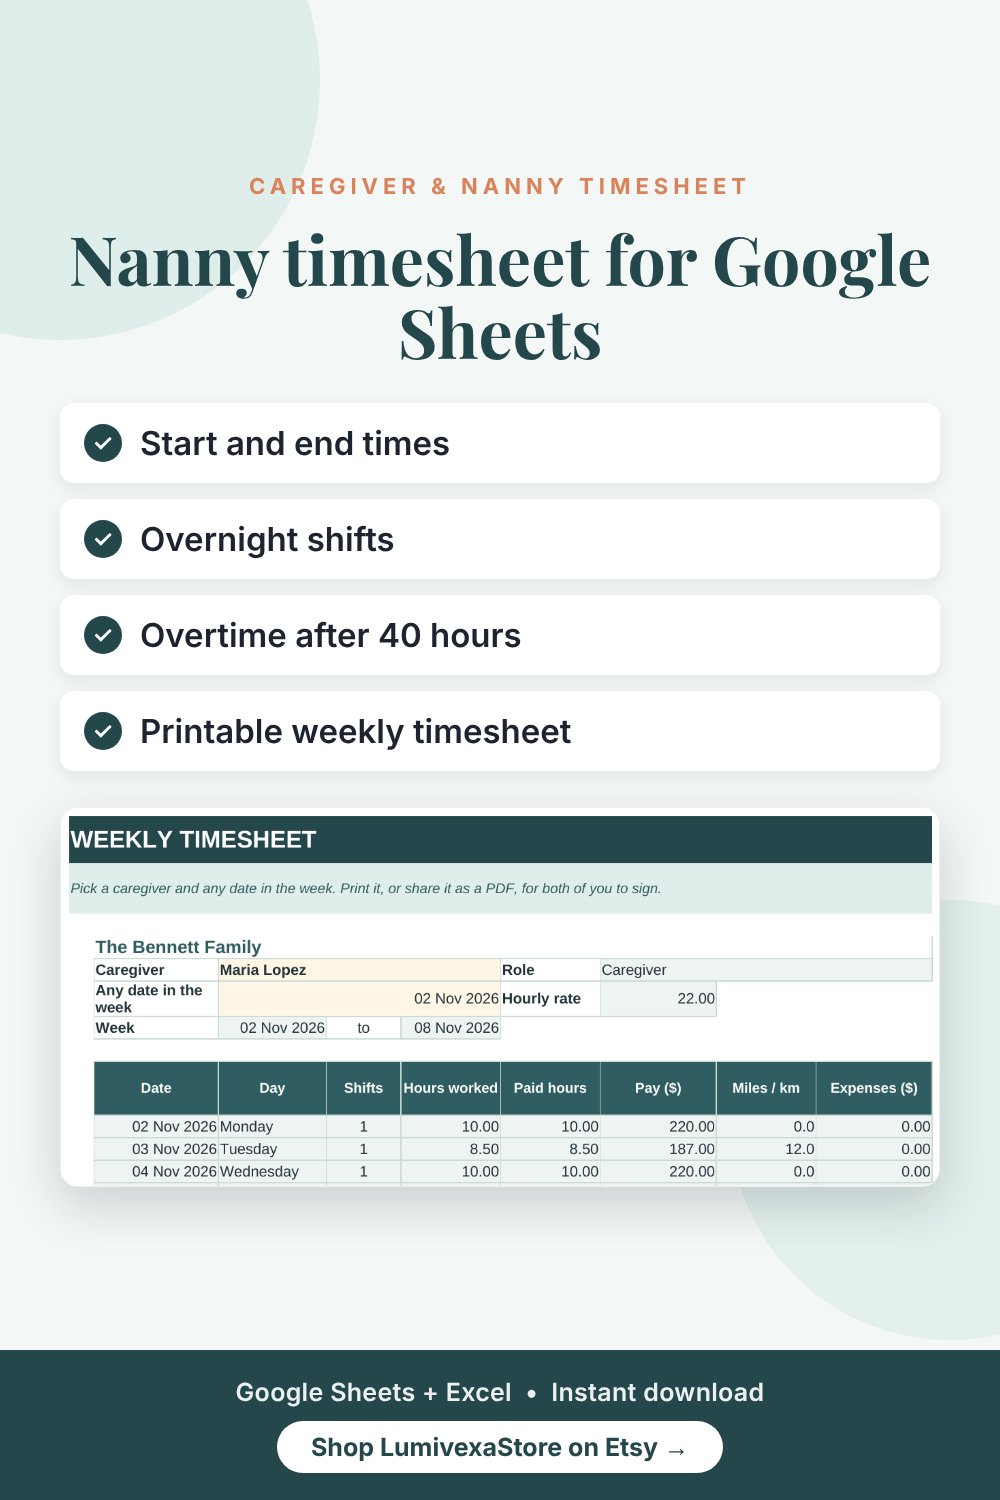 CAREGIVER & NANNY TIMESHEET
Nanny timesheet for Google
Sheets
Start and end times
Overnight shifts
Overtime after 40 hours
Printable weekly timesheet
WEEKLY TIMESHEET
Pick a caregiver and any date in the week. Print it, or share it as a PDF, for both of you to sign.
The Bennett Family
Caregiver Maria Lopez Role Caregiver
Any date in the
week 02 Nov 2026 Hourly rate 22.00
Week 02 Nov 2026 to 08 Nov 2026
Date Day Shifts Hours worked Paid hours Pay ($) Miles / km Expenses ($)
02 Nov 2026 Monday 1 10.00 10.00 220.00 0.0 0.00
03 Nov 2026 Tuesday 1 8.50 8.50 187.00 12.0 0.00
04 Nov 2026 Wednesday 1 10.00 10.00 220.00 0.0 0.00
Google Sheets + Excel • Instant download
Shop LumivexaStore on Etsy →